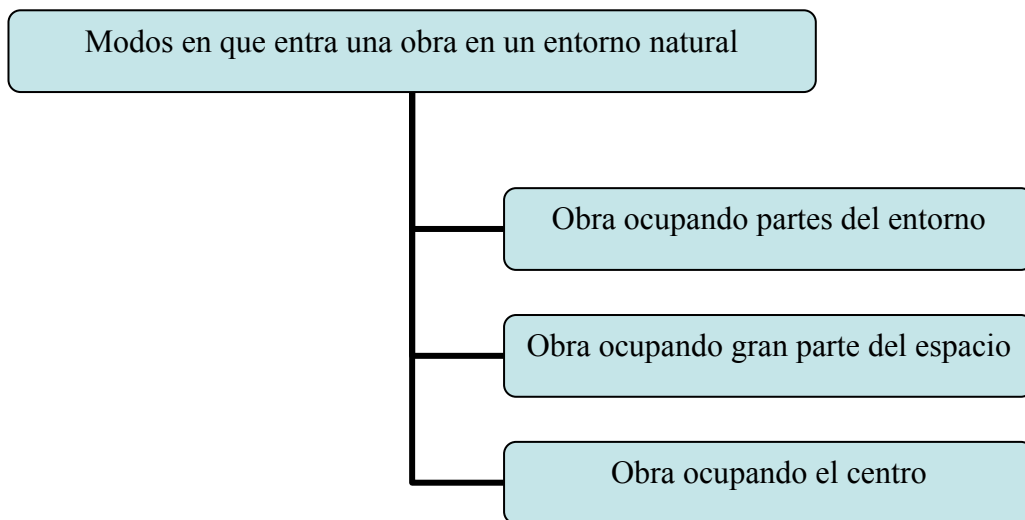 Modos en que entra una obra en un entorno natural
Obra ocupando partes del entorno
Obra ocupando gran parte del espacio
Obra ocupando el centro